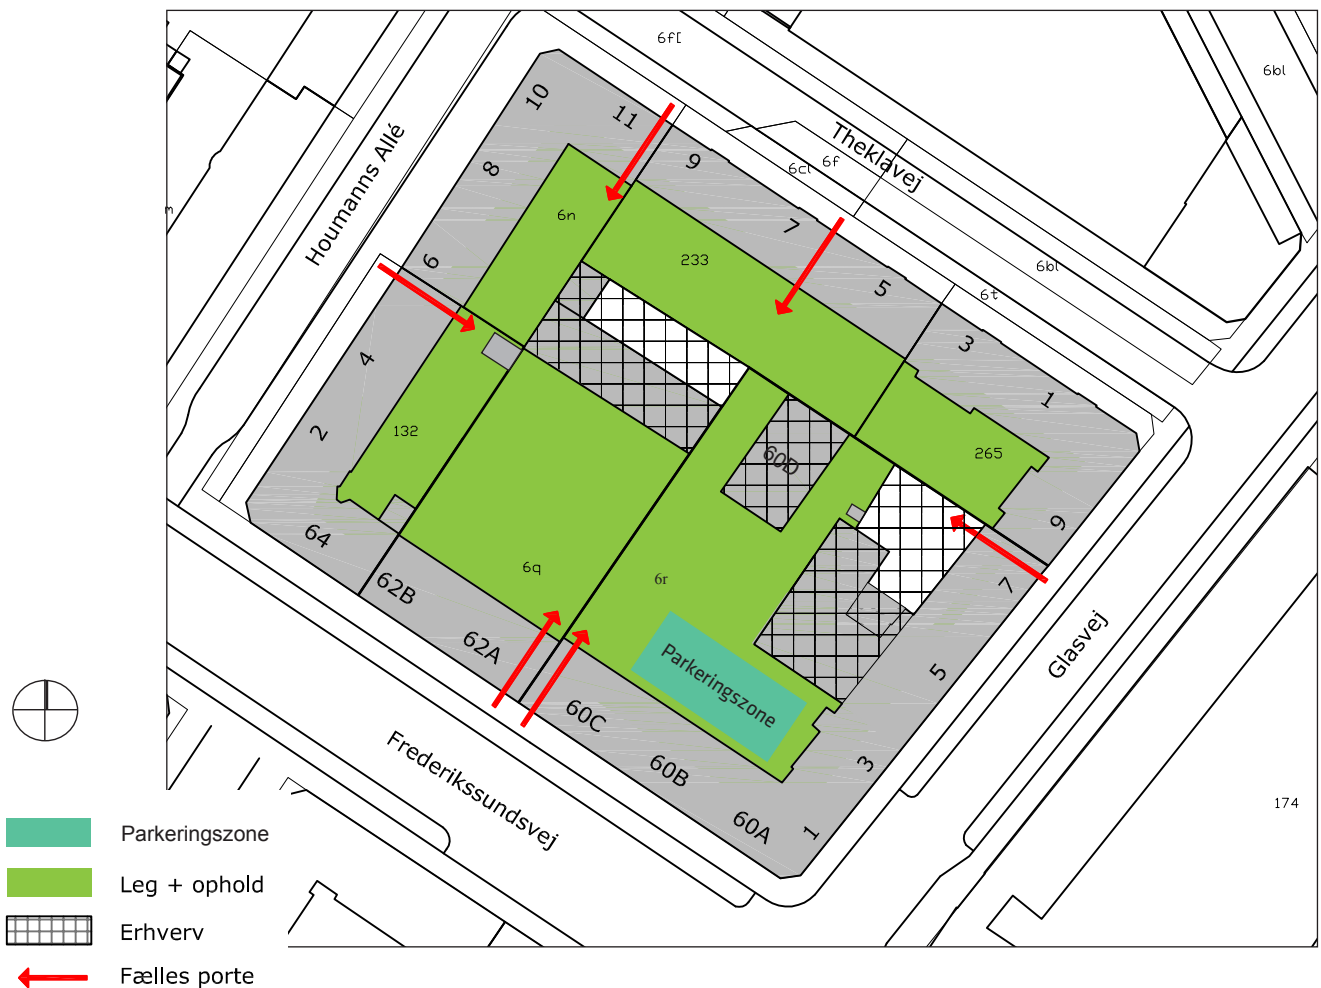 6fI
6bl
10
11
Theklavej
Houmanns Allé
9
6cl
6f
8
3
6n
7
233
6
6bl
5
6t
3
4
1
132
2
60D
265
9
64
6q
6r
7
62B
62A
Parkeringszone
Glasvej
5
60C
Frederikssundsvej
60B
3
60A
1
174
Parkeringszone
Leg + ophold
Erhverv
Fælles porte